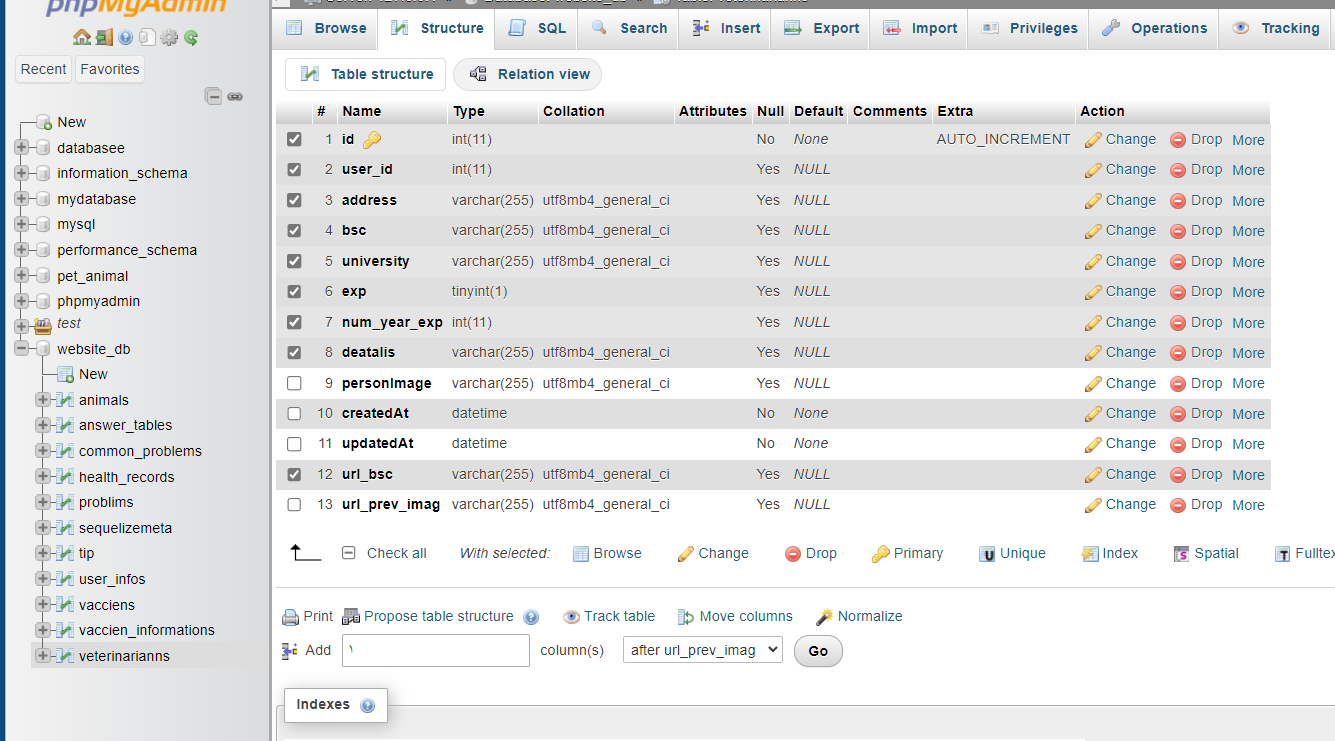 phpMyAdmin
Recent Favorites
New
databasee
information_schema
mydatabase
mysql
performance_schema
pet_animal
phpmyadmin
test
website_db
New
animals
answer_tables
common_problems
health_records
problims
sequelizemeta
tip
user_infos
vacciens
vaccien_informations
veterinarianns
Browse Structure SQL Search Insert Export Import Privileges Operations Tracking
Table structure Relation view
# Name Type Collation Attributes Null Default Comments Extra Action
1 id int(11) No None AUTO_INCREMENT Change Drop More
2 user_id int(11) Yes NULL Change Drop More
3 address varchar(255) utf8mb4_general_ci Yes NULL Change Drop More
4 bsc varchar(255) utf8mb4_general_ci Yes NULL Change Drop More
5 university varchar(255) utf8mb4_general_ci Yes NULL Change Drop More
6 exp tinyint(1) Yes NULL Change Drop More
7 num_year_exp int(11) Yes NULL Change Drop More
8 deatalis varchar(255) utf8mb4_general_ci Yes NULL Change Drop More
9 personImage varchar(255) utf8mb4_general_ci Yes NULL Change Drop More
10 createdAt datetime No None Change Drop More
11 updatedAt datetime No None Change Drop More
12 url_bsc varchar(255) utf8mb4_general_ci Yes NULL Change Drop More
13 url_prev_imag varchar(255) utf8mb4_general_ci Yes NULL Change Drop More
Check all With selected: Browse Change Drop Primary Unique Index Spatial Fulltex
Print Propose table structure Track table Move columns Normalize
Add ١ column(s) after url_prev_imag Go
Indexes